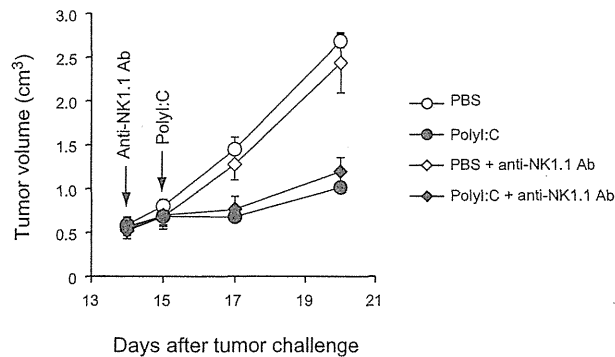 Tumor volume (cm³)
3.0
2.5
2.0
1.5
1.0
0.5
0
13
15
17
19
21
Days after tumor challenge
Anti-NK1.1 Ab
PolyI:C
PBS
PolyI:C
PBS + anti-NK1.1 Ab
PolyI:C + anti-NK1.1 Ab